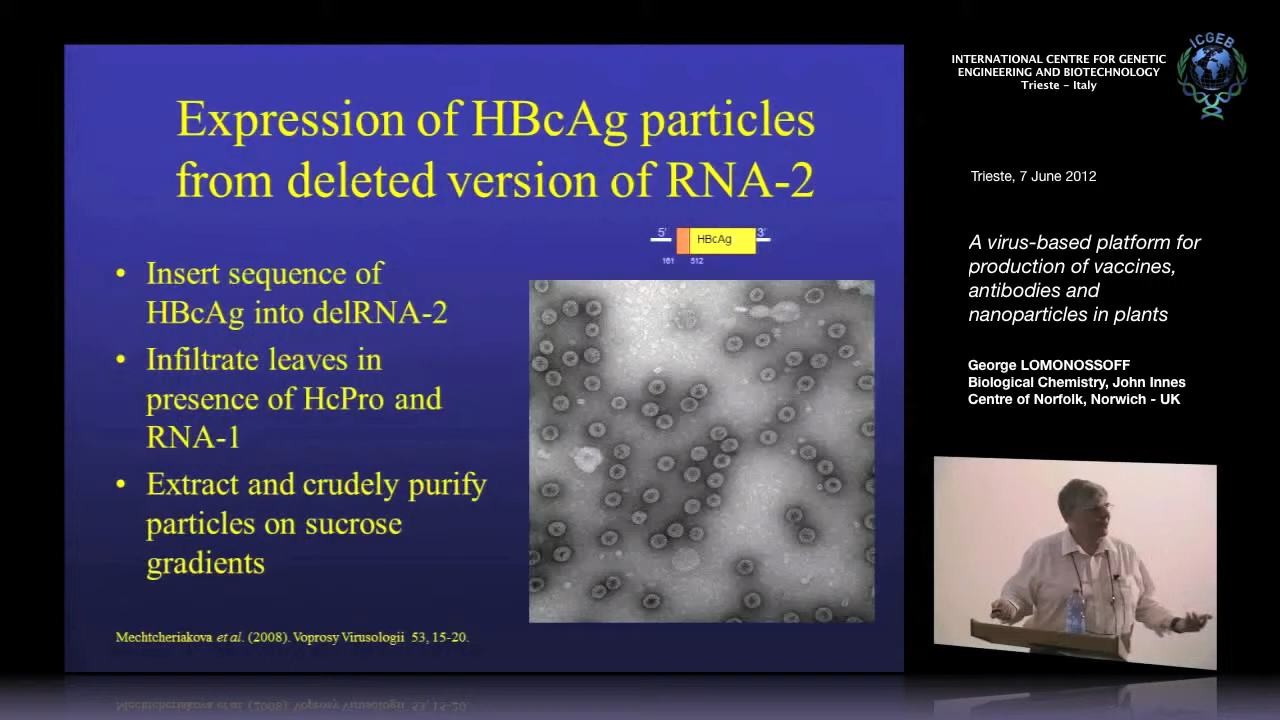 Expression of HBcAg particles
from deleted version of RNA-2
5' HBcAg 3'
161 512
• Insert sequence of
HBcAg into delRNA-2
• Infiltrate leaves in
presence of HcPro and
RNA-1
• Extract and crudely purify
particles on sucrose
gradients
Mechtcheriakova et al. (2008). Voprosy Virusologii 53, 15-20.
INTERNATIONAL CENTRE FOR GENETIC
ENGINEERING AND BIOTECHNOLOGY
Trieste – Italy
ICGEB
Trieste, 7 June 2012
A virus-based platform for
production of vaccines,
antibodies and
nanoparticles in plants
George LOMONOSSOFF
Biological Chemistry, John Innes
Centre of Norfolk, Norwich - UK